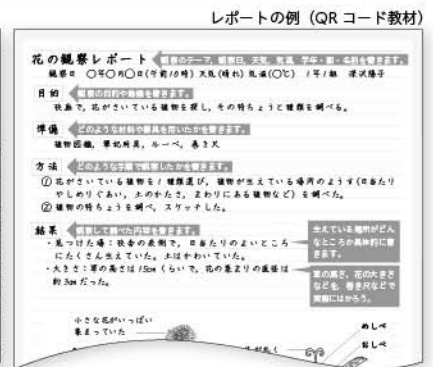 レポートの例（QR コード教材）
花の観察レポート 観察のテーマ，観察日，天気，気温，学年・組・名前を書きます。
観察日 〇年〇月〇日(午前10時) 天気(晴れ) 気温(〇℃) 1年1組 深沢陽子
目的 観察の目的や動機を書きます。
校庭で，花がさいている植物を探し，その特ちょうと種類を調べる。
準備 どのような材料や器具を用いたかを書きます。
植物図鑑，筆記用具，ルーペ，巻き尺
方法 どのような手順で観察したかを書きます。
① 花がさいている植物を1種類選び，植物が生えている場所のようす(日当たり
やしめりぐあい，土のかたさ，まわりにある植物など)を調べた。
② 植物の特ちょうを調べ，スケッチした。
結果 観察して調べた内容を書きます。
・見つけた場：校舎の表側で，日当たりのよいところ
にたくさん生えていた。土はかわいていた。
・大きさ：草の高さは15cmくらいで，花の集まりの直径は
約3cmだった。
生えている場所がどん
なところか具体的に書
きます。
草の高さ，花の大きさ
などを，巻き尺などで
実際にはかろう。
小さな花がいっぱい
集まっていた
めしべ
おしべ